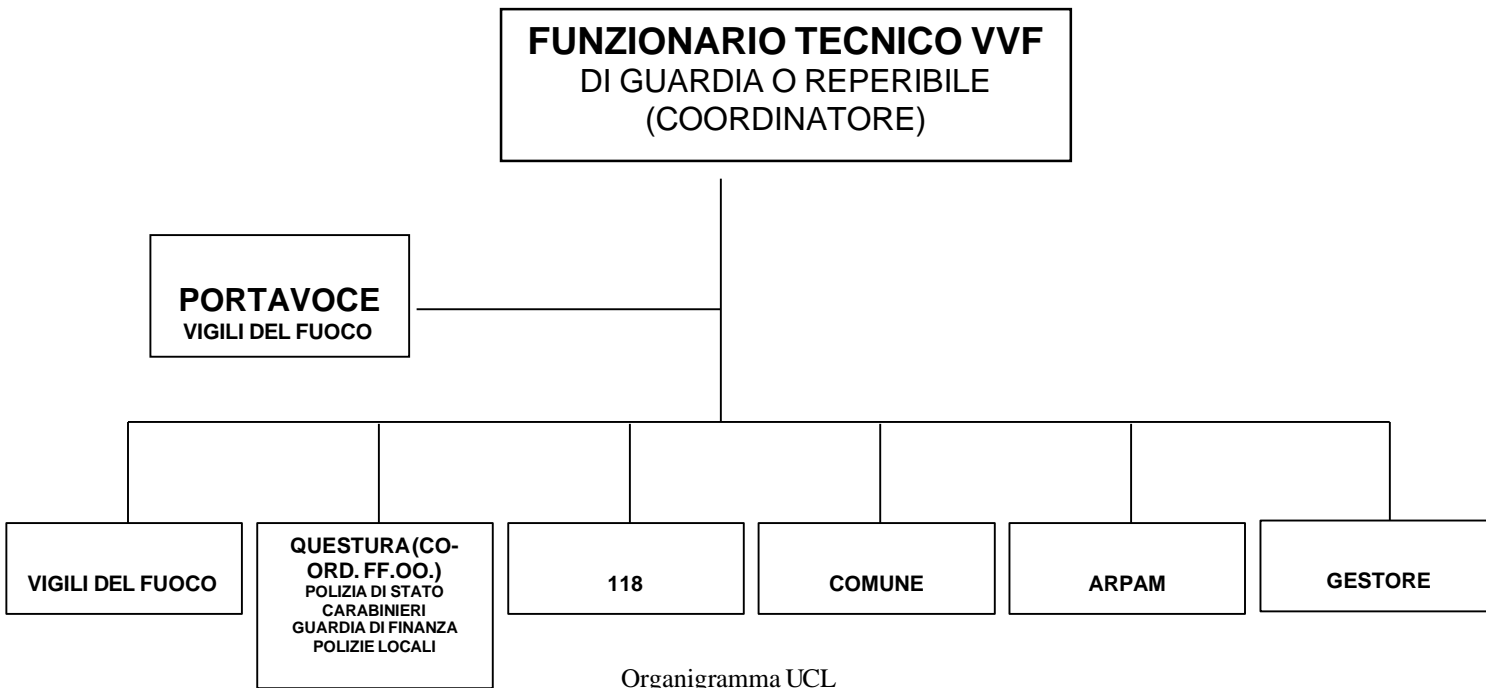 FUNZIONARIO TECNICO VVF
DI GUARDIA O REPERIBILE
(COORDINATORE)
PORTAVOCE
VIGILI DEL FUOCO
VIGILI DEL FUOCO
QUESTURA (CO-
ORD. FF.OO.)
POLIZIA DI STATO
CARABINIERI
GUARDIA DI FINANZA
POLIZIE LOCALI
118
COMUNE
ARPAM
GESTORE
Organigramma UCL